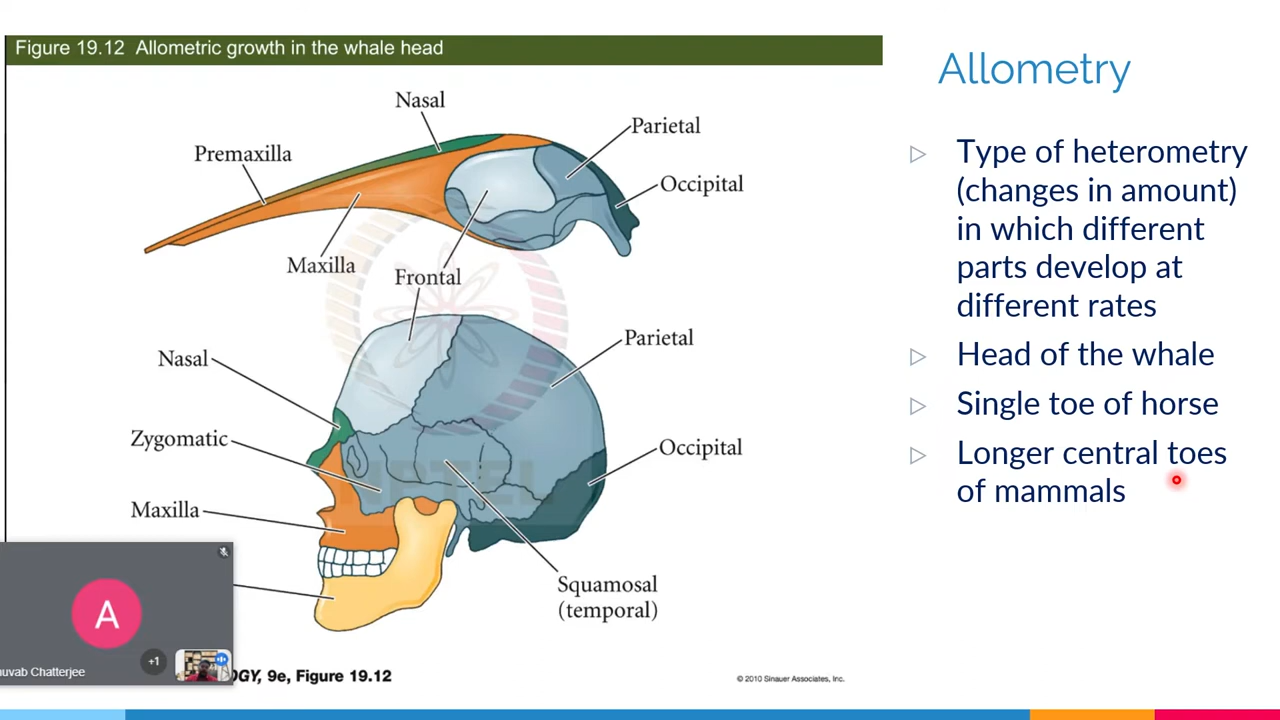 Figure 19.12 Allometric growth in the whale head
Nasal
Parietal
Premaxilla
Occipital
Maxilla
Frontal
Parietal
Nasal
Zygomatic
Occipital
Maxilla
Squamosal
(temporal)
A
+1
uvab Chatterjee
OGY, 9e, Figure 19.12
© 2010 Sinauer Associates, Inc.
Allometry
Type of heterometry
(changes in amount)
in which different
parts develop at
different rates
Head of the whale
Single toe of horse
Longer central toes
of mammals
NPTEL